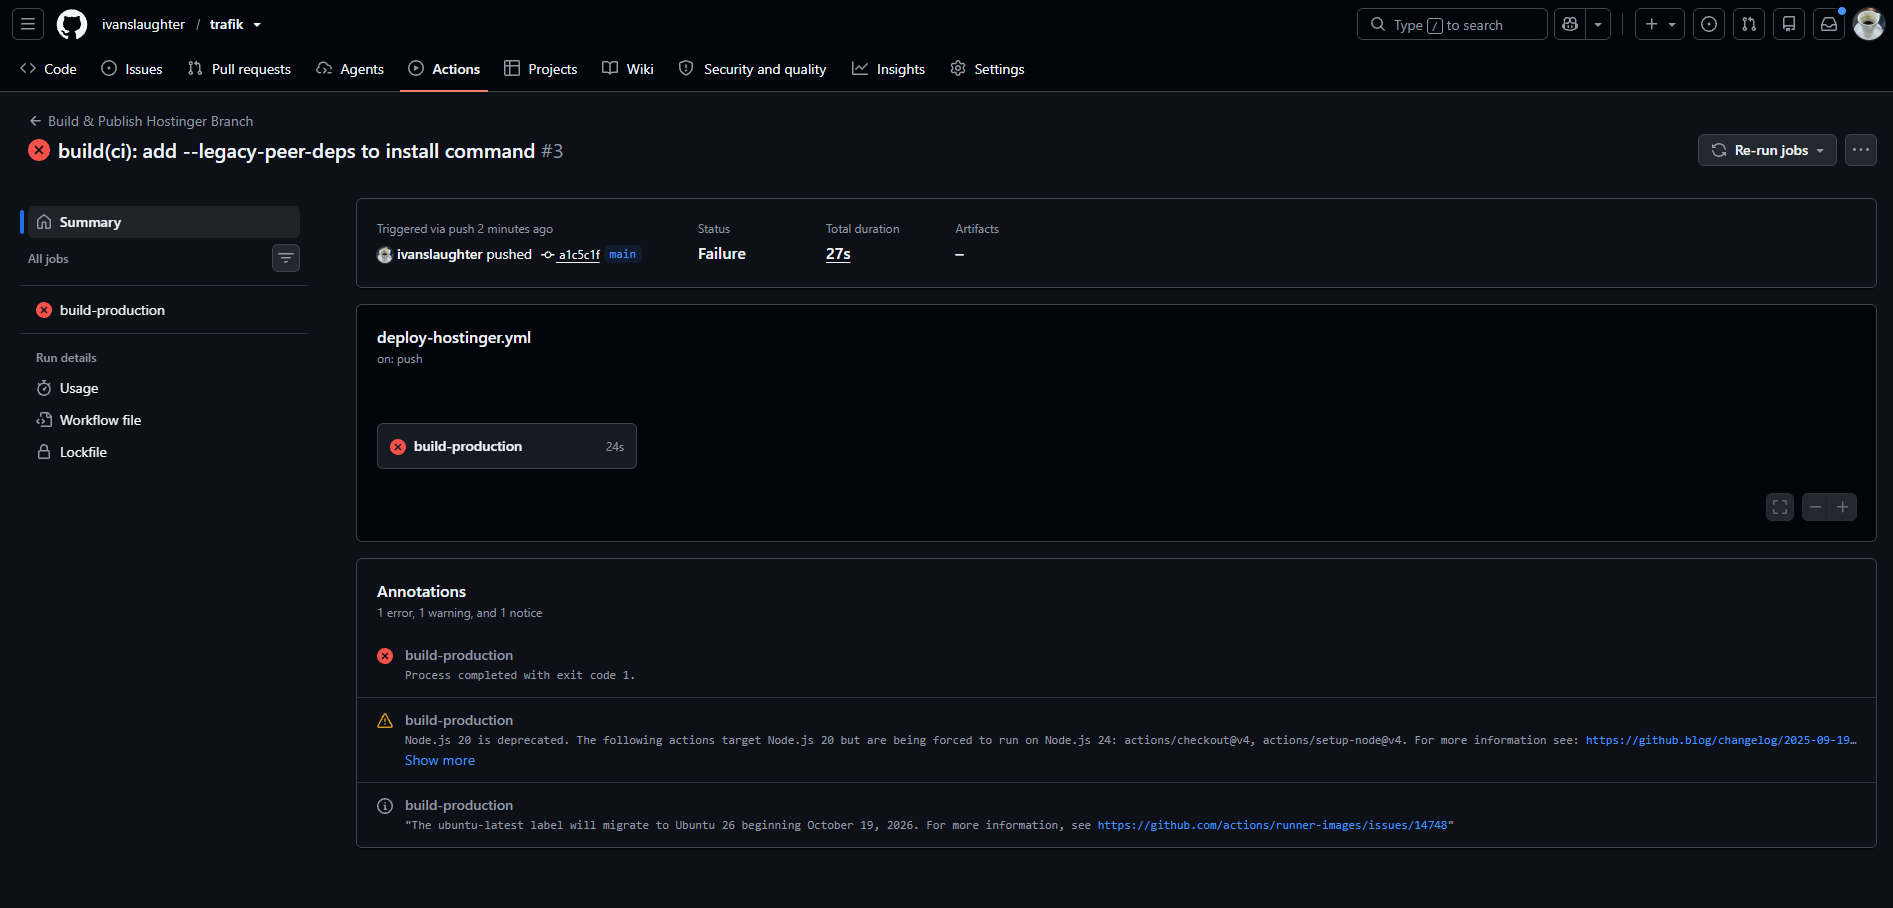 ivanslaughter / trafik
Type / to search
Code
Issues
Pull requests
Agents
Actions
Projects
Wiki
Security and quality
Insights
Settings
Build & Publish Hostinger Branch
build(ci): add --legacy-peer-deps to install command #3
Re-run jobs
Summary
All jobs
build-production
Run details
Usage
Workflow file
Lockfile
Triggered via push 2 minutes ago
ivanslaughter pushed a1c5c1f main
Status
Failure
Total duration
27s
Artifacts
–
deploy-hostinger.yml
on: push
build-production 24s
Annotations
1 error, 1 warning, and 1 notice
build-production
Process completed with exit code 1.
build-production
Node.js 20 is deprecated. The following actions target Node.js 20 but are being forced to run on Node.js 24: actions/checkout@v4, actions/setup-node@v4. For more information see: https://github.blog/changelog/2025-09-19…
Show more
build-production
"The ubuntu-latest label will migrate to Ubuntu 26 beginning October 19, 2026. For more information, see https://github.com/actions/runner-images/issues/14748"